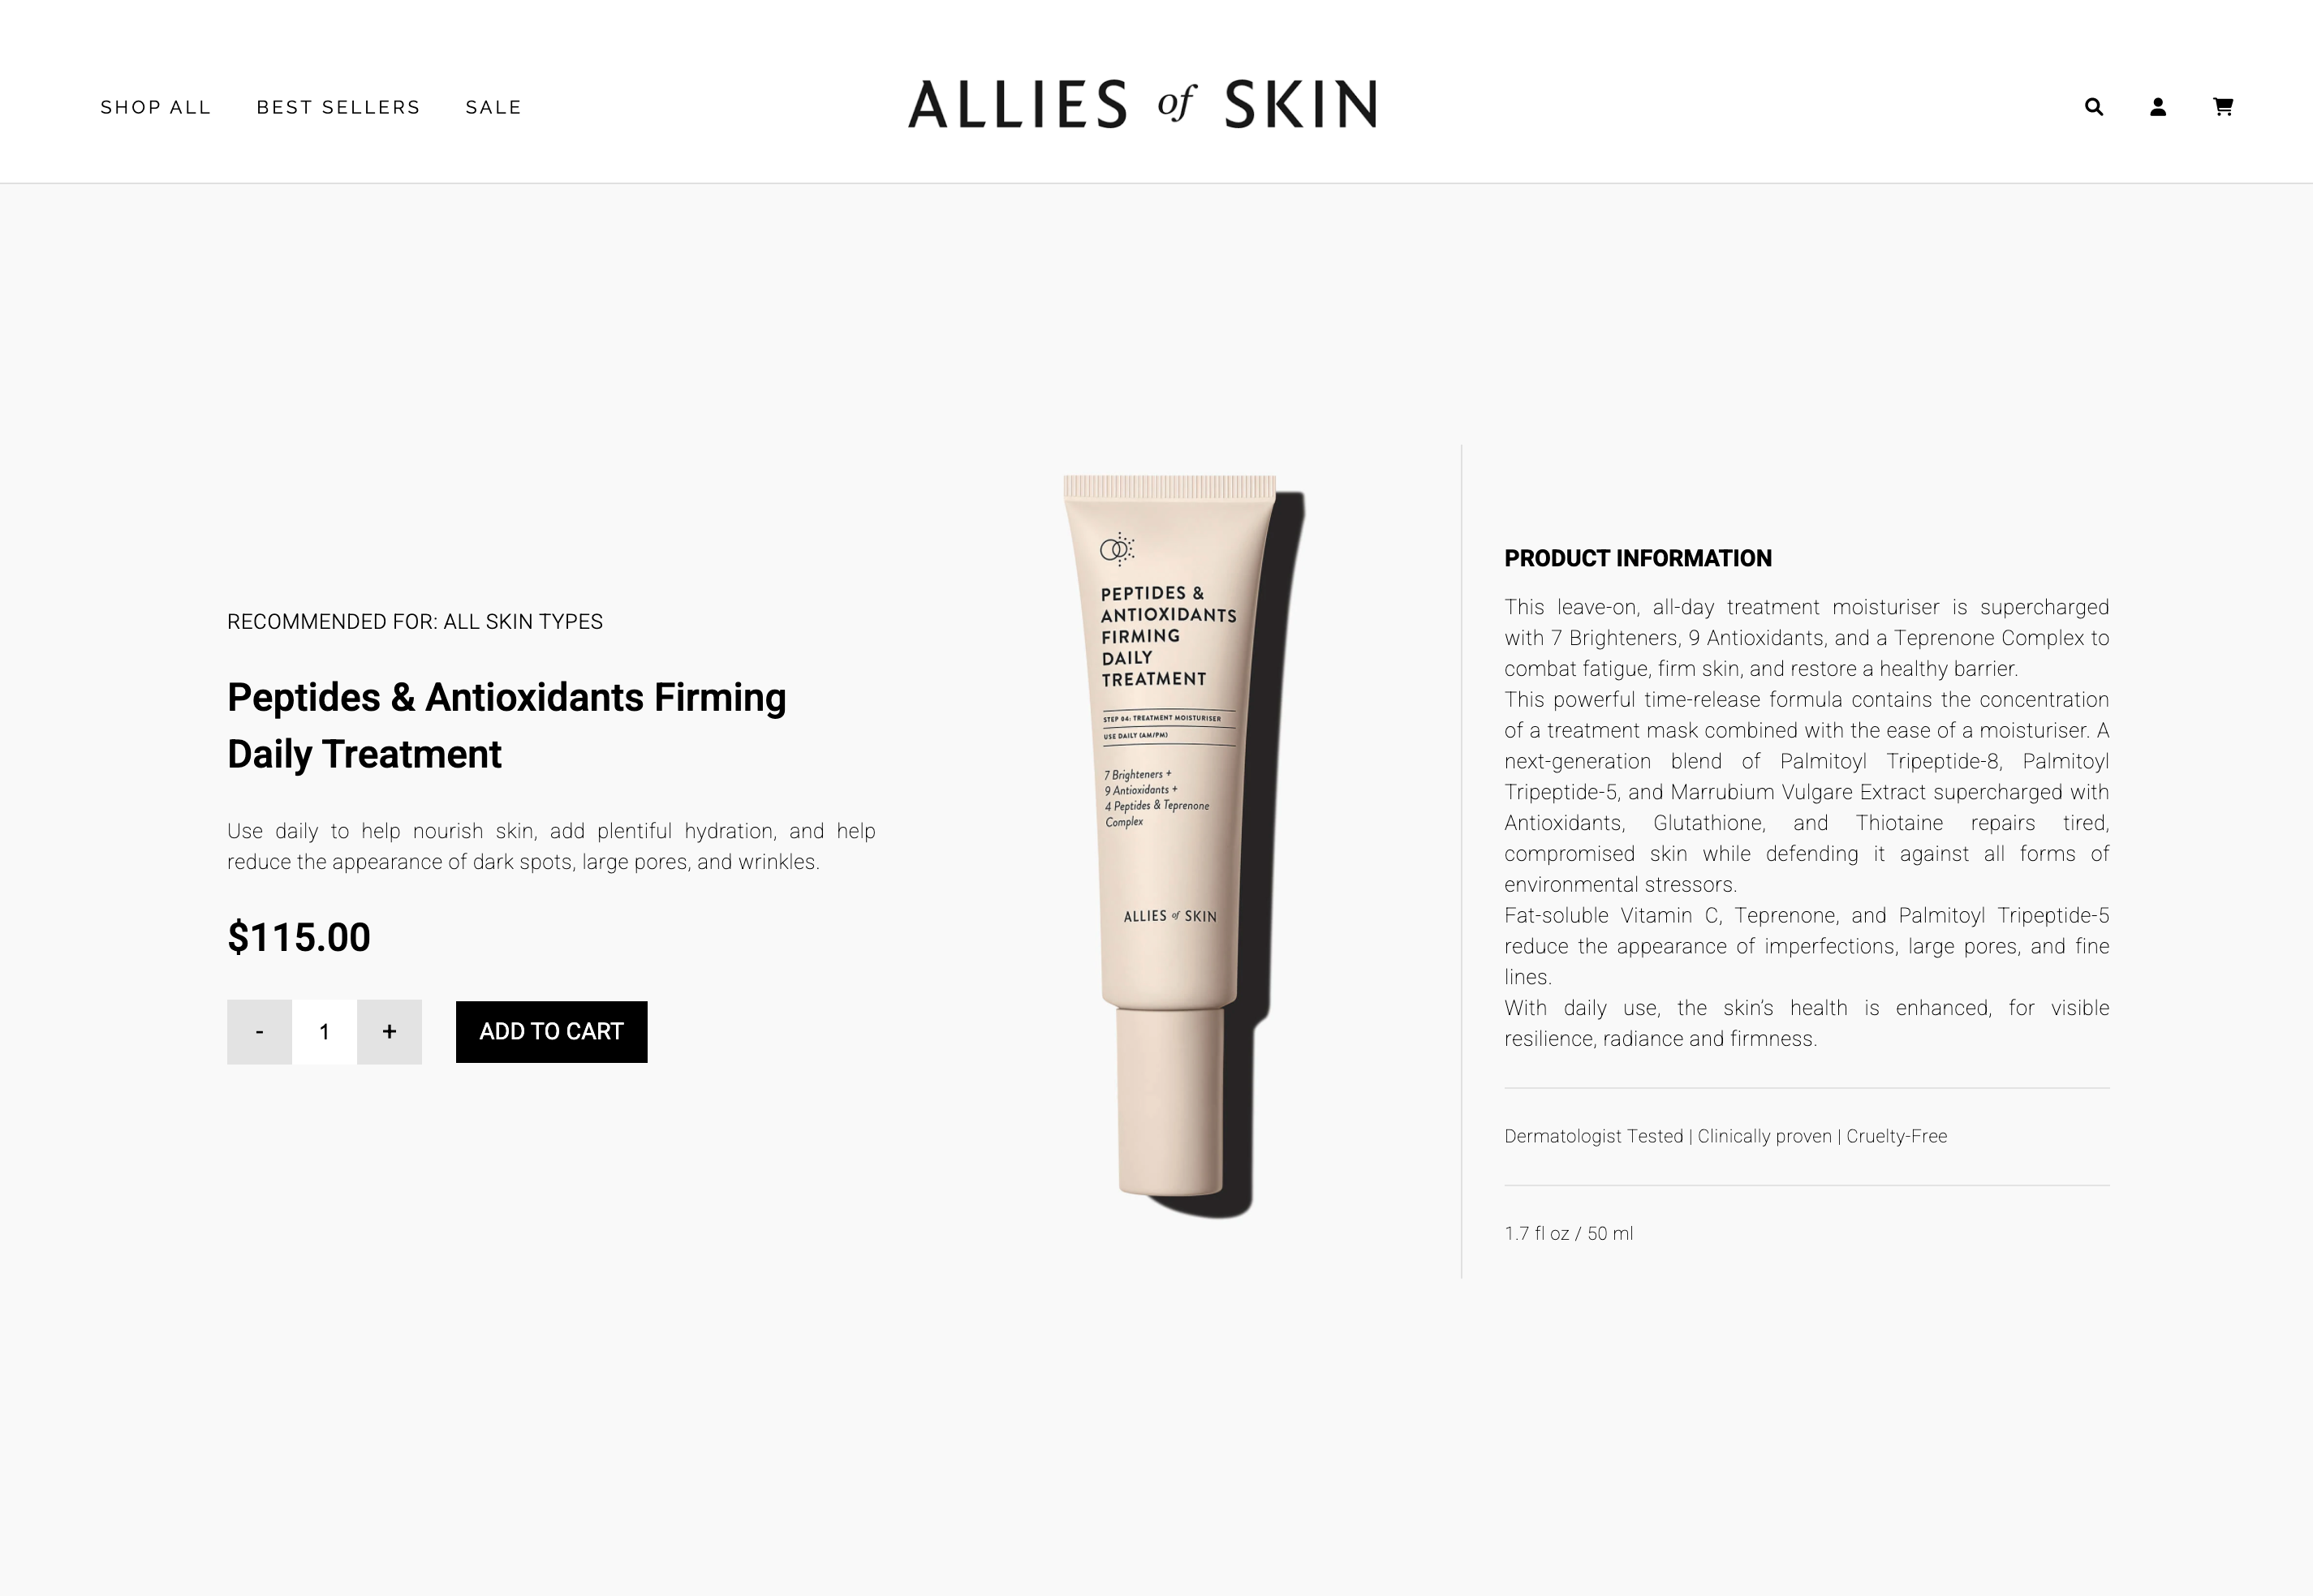 SHOP ALL BEST SELLERS SALE
ALLIES of SKIN
RECOMMENDED FOR: ALL SKIN TYPES
Peptides & Antioxidants Firming
Daily Treatment
Use daily to help nourish skin, add plentiful hydration, and help
reduce the appearance of dark spots, large pores, and wrinkles.
$115.00
- 1 + ADD TO CART
PEPTIDES &
ANTIOXIDANTS
FIRMING
DAILY
TREATMENT
STEP 04: TREATMENT MOISTURISER
USE DAILY (AM/PM)
7 Brighteners +
9 Antioxidants +
4 Peptides & Teprenone
Complex
ALLIES of SKIN
PRODUCT INFORMATION
This leave-on, all-day treatment moisturiser is supercharged
with 7 Brighteners, 9 Antioxidants, and a Teprenone Complex to
combat fatigue, firm skin, and restore a healthy barrier.
This powerful time-release formula contains the concentration
of a treatment mask combined with the ease of a moisturiser. A
next-generation blend of Palmitoyl Tripeptide-8, Palmitoyl
Tripeptide-5, and Marrubium Vulgare Extract supercharged with
Antioxidants, Glutathione, and Thiotaine repairs tired,
compromised skin while defending it against all forms of
environmental stressors.
Fat-soluble Vitamin C, Teprenone, and Palmitoyl Tripeptide-5
reduce the appearance of imperfections, large pores, and fine
lines.
With daily use, the skin’s health is enhanced, for visible
resilience, radiance and firmness.
Dermatologist Tested | Clinically proven | Cruelty-Free
1.7 fl oz / 50 ml